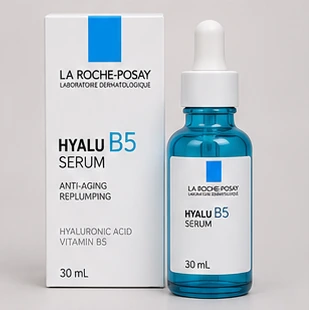 LA ROCHE-POSAY
LABORATOIRE DERMATOLOGIQUE
HYALU B5
SERUM
ANTI-AGING
REPLUMPING
HYALURONIC ACID
VITAMIN B5
30 mL
LA ROCHE-POSAY
LABORATOIRE DERMATOLOGIQUE
HYALU B5
SERUM
30 mL